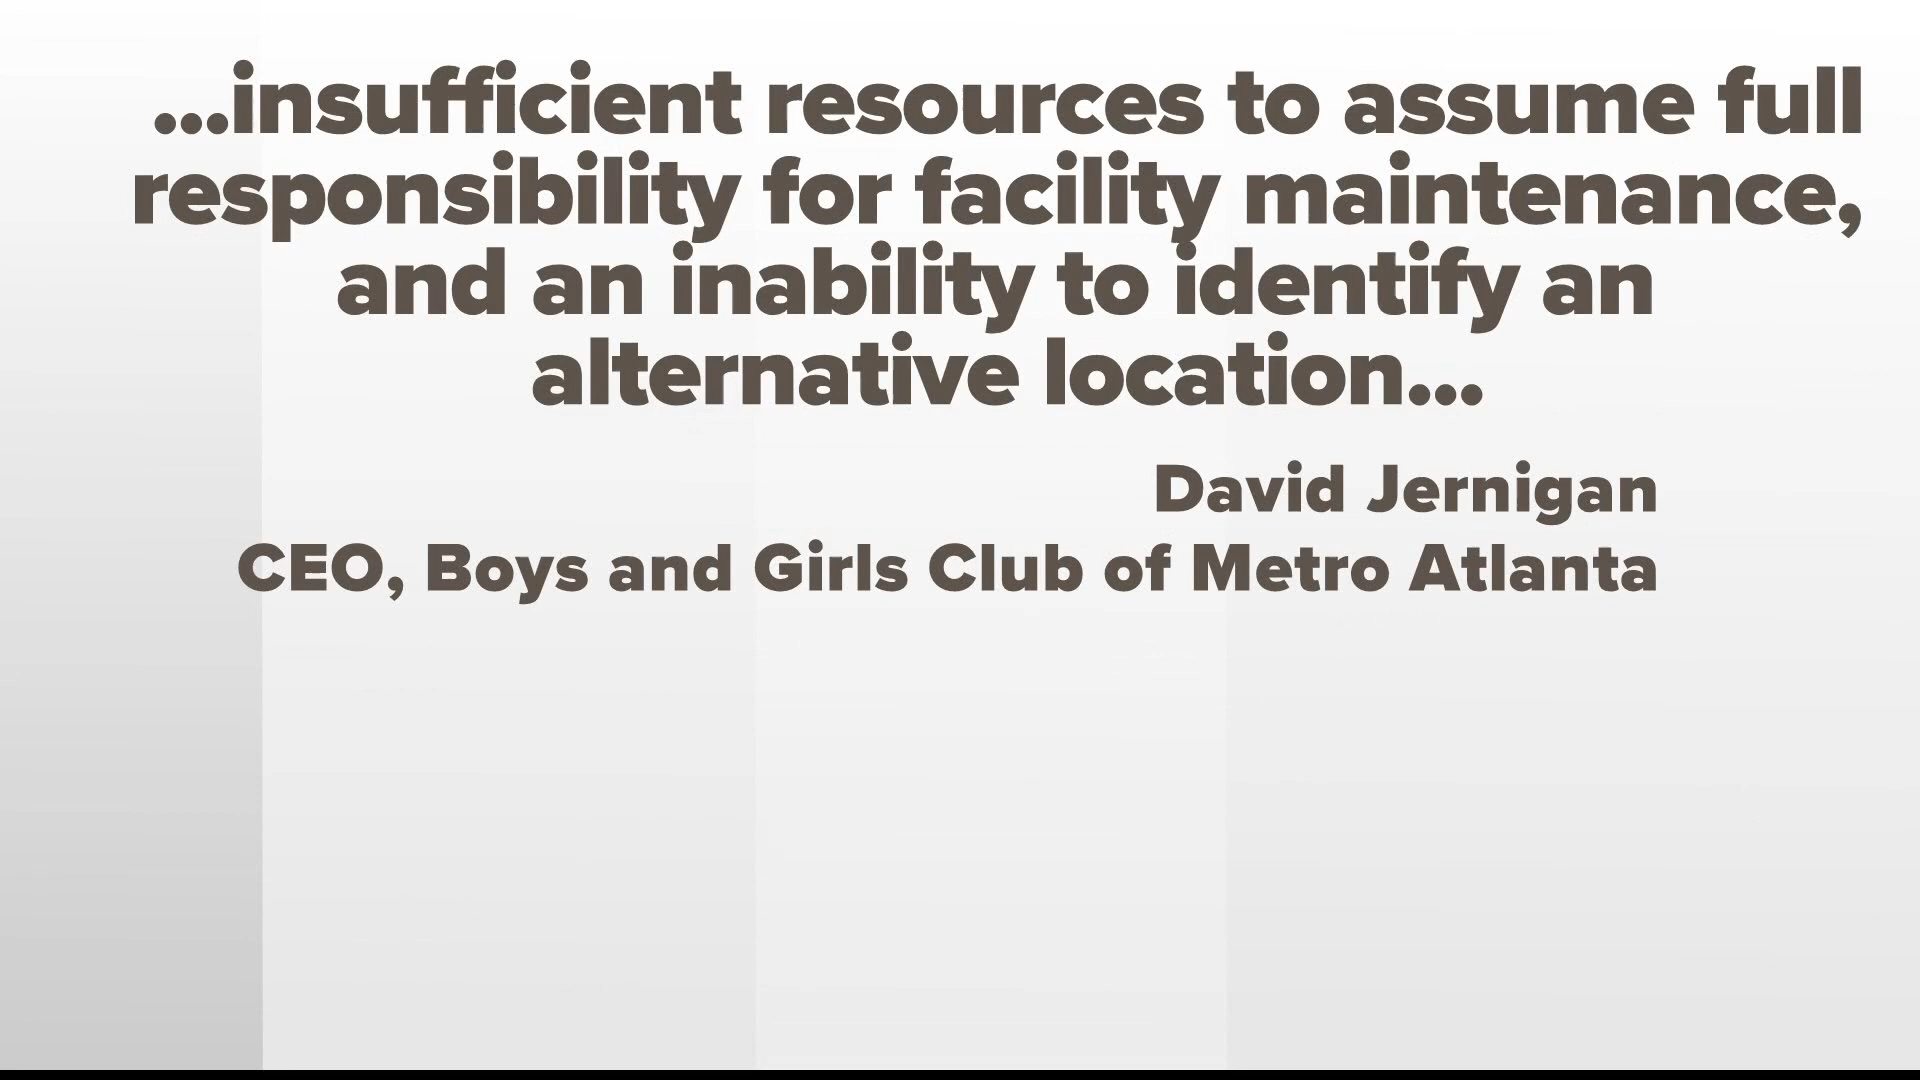 ...insufficient resources to assume full
responsibility for facility maintenance,
and an inability to identify an
alternative location...
David Jernigan
CEO, Boys and Girls Club of Metro Atlanta